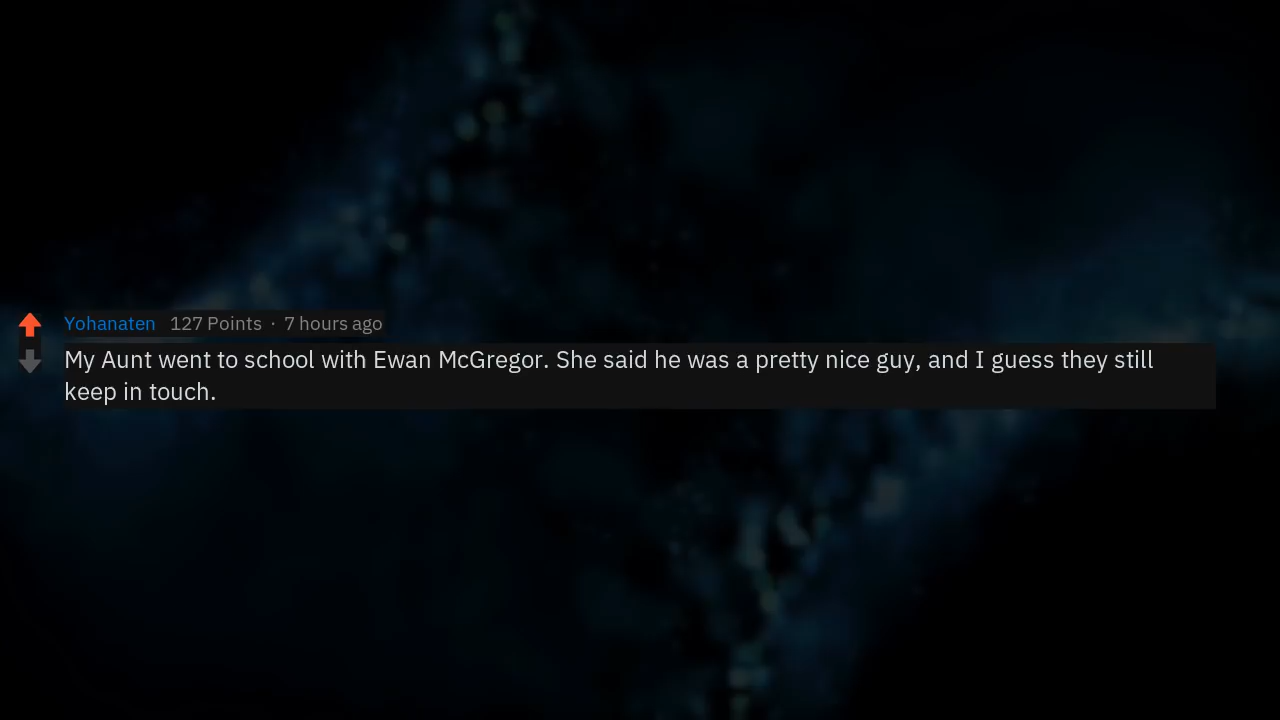 Yohanaten 127 Points · 7 hours ago
My Aunt went to school with Ewan McGregor. She said he was a pretty nice guy, and I guess they still
keep in touch.